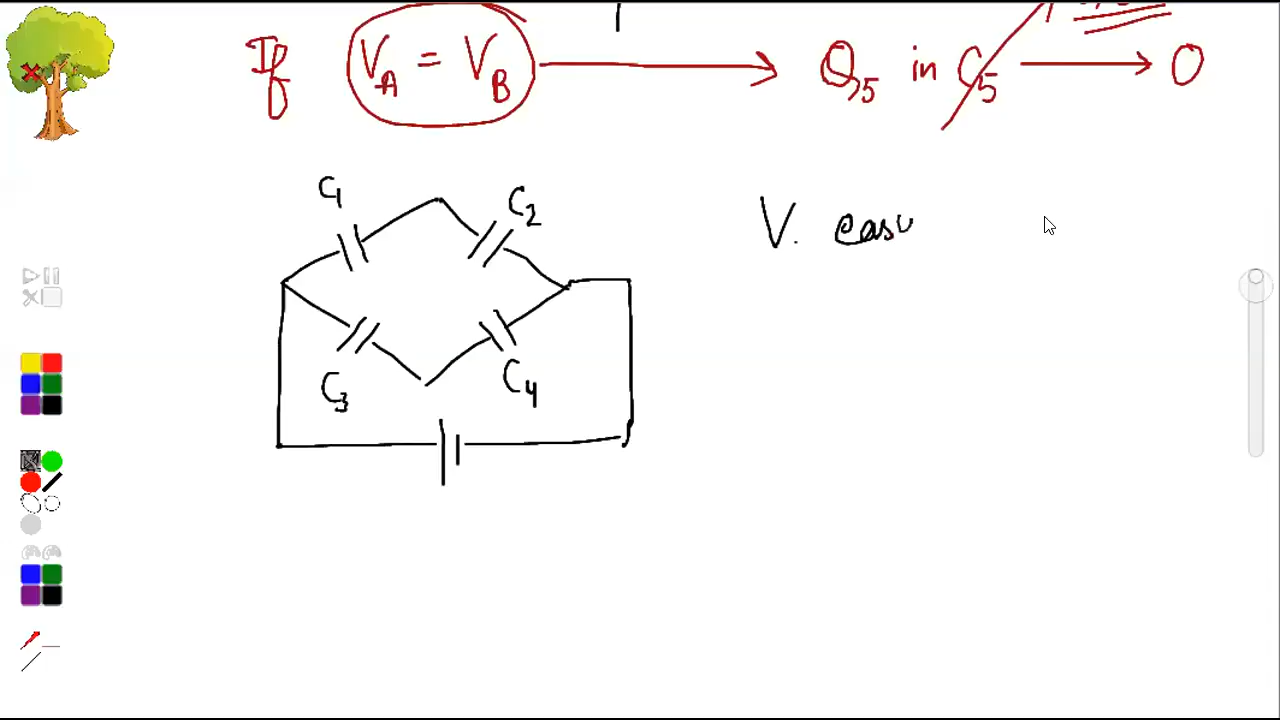 If V_A = V_B → Q_5 in C_5 → 0
C_1
C_2
V. easy
C_3
C_4